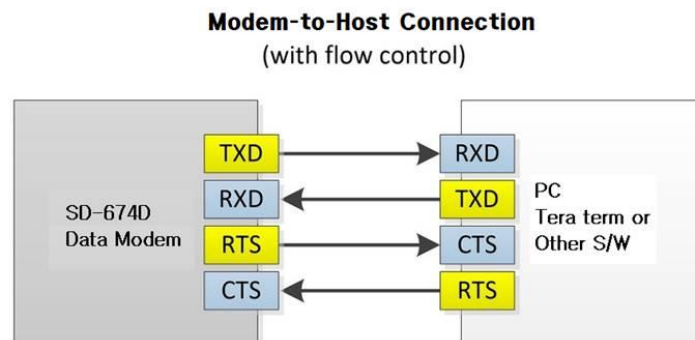 Modem-to-Host Connection
(with flow control)
TXD
RXD
RXD
TXD
SD-674D
Data Modem
PC
Tera term or
Other S/W
RTS
CTS
CTS
RTS